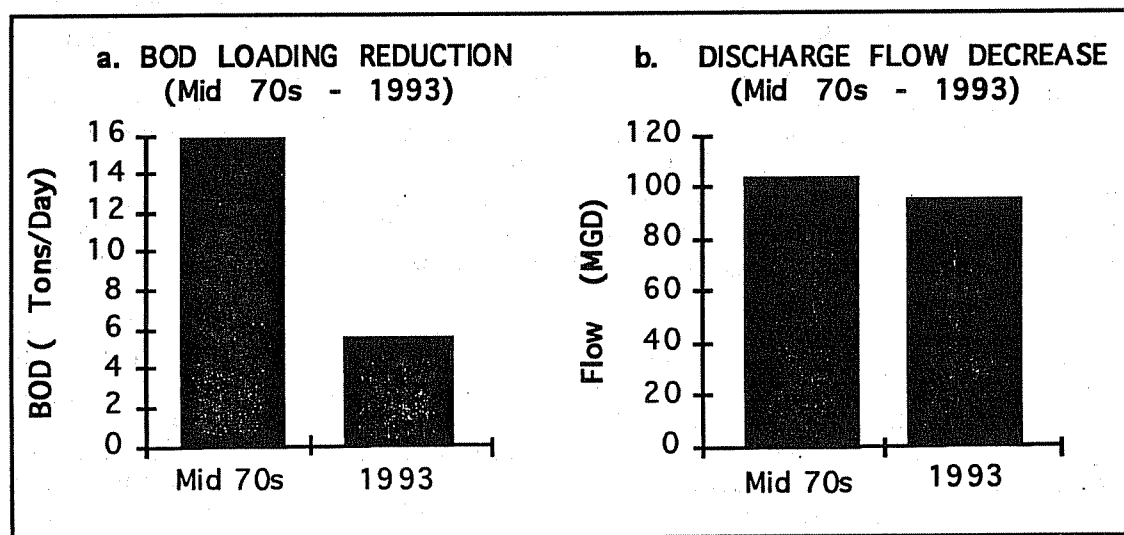 a. BOD LOADING REDUCTION
(Mid 70s - 1993)
16
14
12
10
8
6
4
2
0
BOD ( Tons/Day)
Mid 70s 1993
b. DISCHARGE FLOW DECREASE
(Mid 70s - 1993)
120
100
80
60
40
20
0
Flow (MGD)
Mid 70s 1993